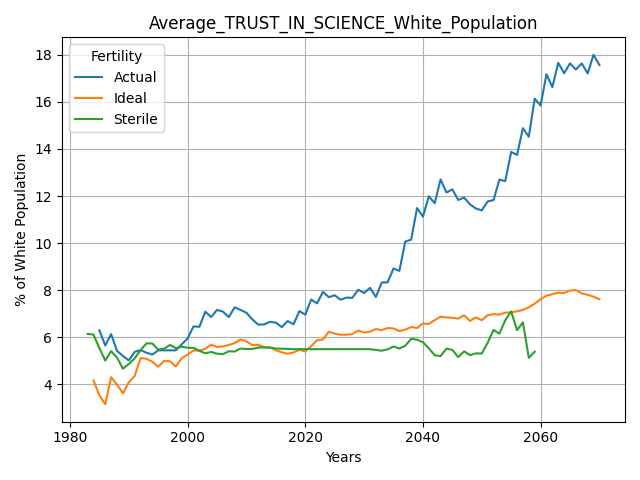 Average_TRUST_IN_SCIENCE_White_Population
Fertility
Actual
Ideal
Sterile
% of White Population
18
16
14
12
10
8
6
4
1980
2000
2020
2040
2060
Years